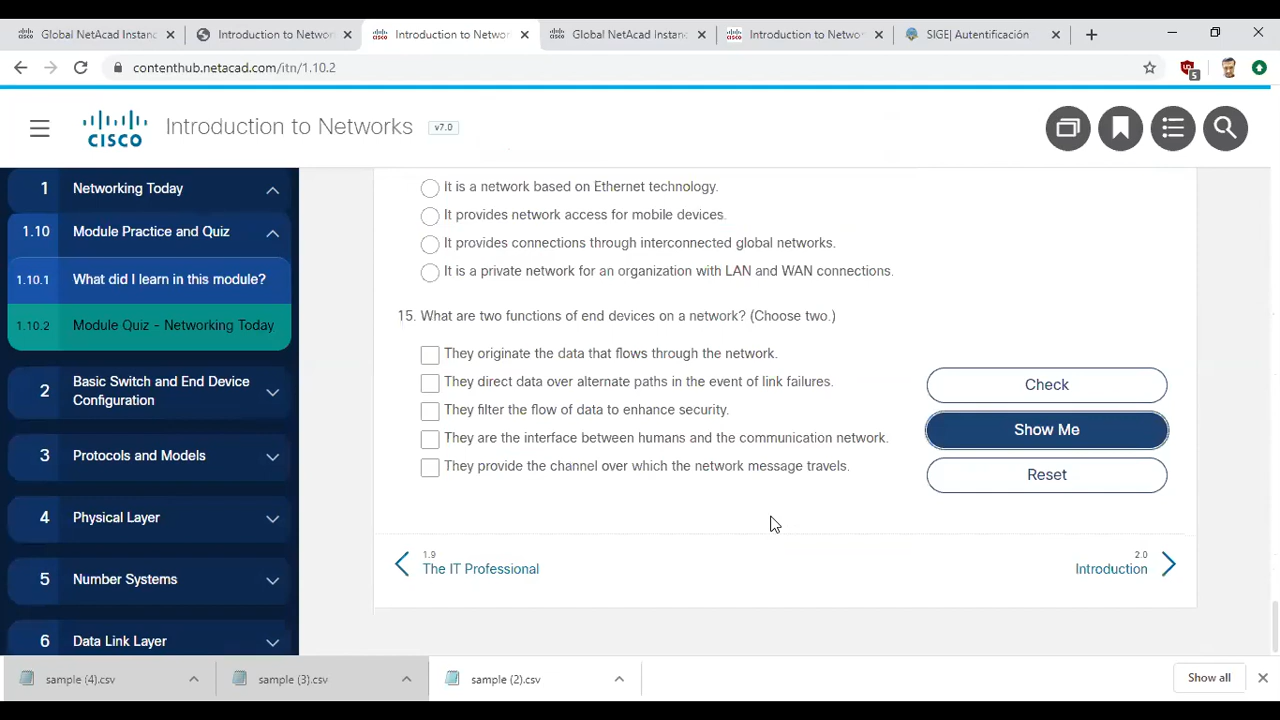 Global NetAcad Instanc
Introduction to Networ
Introduction to Networ
Global NetAcad Instanc
Introduction to Networ
SIGE| Autentificación
contenthub.netacad.com/itn/1.10.2
5
CISCO
Introduction to Networks
v7.0
1 Networking Today
1.10 Module Practice and Quiz
1.10.1 What did I learn in this module?
1.10.2 Module Quiz - Networking Today
2 Basic Switch and End Device
Configuration
3 Protocols and Models
4 Physical Layer
5 Number Systems
6 Data Link Layer
It is a network based on Ethernet technology.
It provides network access for mobile devices.
It provides connections through interconnected global networks.
It is a private network for an organization with LAN and WAN connections.
15. What are two functions of end devices on a network? (Choose two.)
They originate the data that flows through the network.
They direct data over alternate paths in the event of link failures.
They filter the flow of data to enhance security.
They are the interface between humans and the communication network.
They provide the channel over which the network message travels.
Check
Show Me
Reset
1.9
The IT Professional
2.0
Introduction
sample (4).csv
sample (3).csv
sample (2).csv
Show all